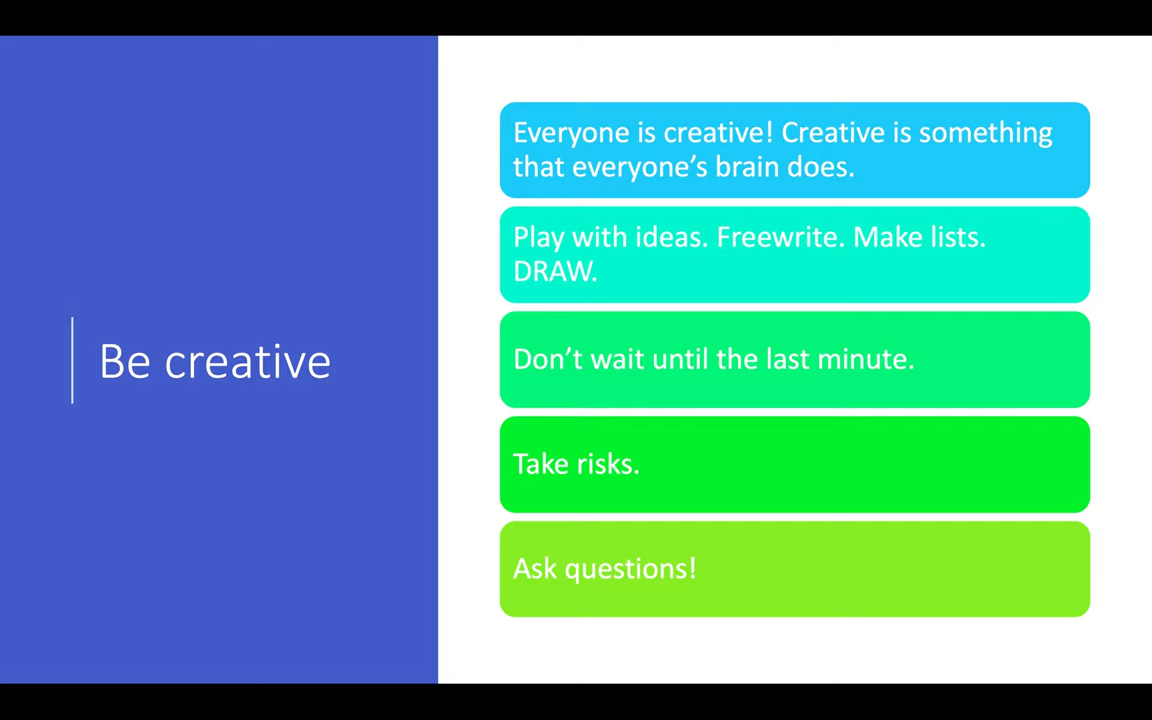 Be creative
Everyone is creative! Creative is something
that everyone’s brain does.
Play with ideas. Freewrite. Make lists.
DRAW.
Don’t wait until the last minute.
Take risks.
Ask questions!